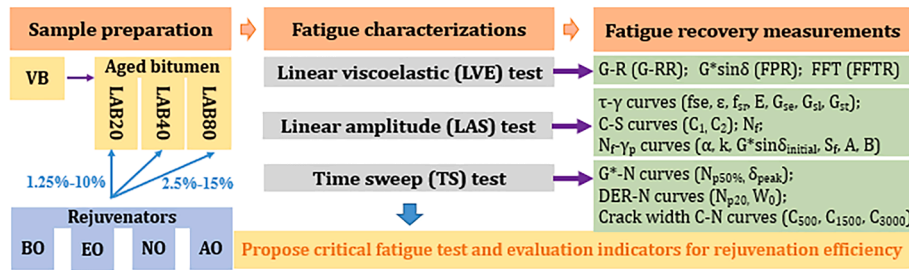 Sample preparation
Fatigue characterizations
Fatigue recovery measurements
VB
Aged bitumen
LAB20
LAB40
LAB80
1.25%-10%
2.5%-15%
Rejuvenators
BO
EO
NO
AO
Linear viscoelastic (LVE) test
Linear amplitude (LAS) test
Time sweep (TS) test
G-R (G-RR); G*sinδ (FPR); FFT (FFTR)
τ-γ curves (fse, ε, fsr, E, Gse, Gsl, Gst);
C-S curves (C1, C2); Nf;
Nf-γp curves (α, k, G*sinδinitial, Sf, A, B)
G*-N curves (Np50%, δpeak);
DER-N curves (Np20, W0);
Crack width C-N curves (C500, C1500, C3000)
Propose critical fatigue test and evaluation indicators for rejuvenation efficiency